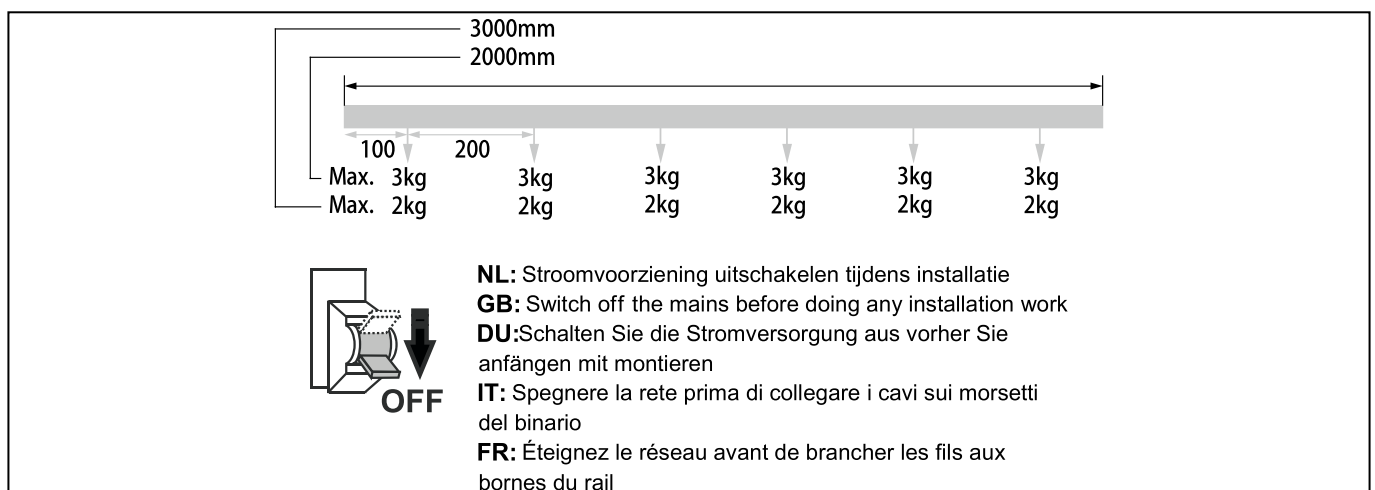 3000mm
2000mm
100 200
Max. 3kg 3kg 3kg 3kg 3kg 3kg
Max. 2kg 2kg 2kg 2kg 2kg 2kg
OFF
NL: Stroomvoorziening uitschakelen tijdens installatie
GB: Switch off the mains before doing any installation work
DU:Schalten Sie die Stromversorgung aus vorher Sie
anfängen mit montieren
IT: Spegnere la rete prima di collegare i cavi sui morsetti
del binario
FR: Éteignez le réseau avant de brancher les fils aux
bornes du rail